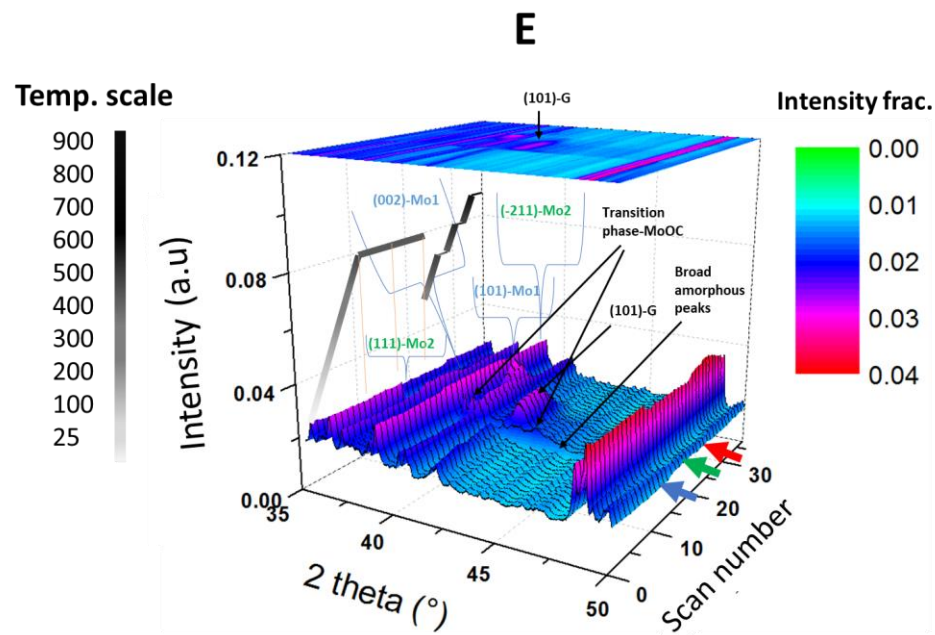 E
Temp. scale
900
800
700
600
500
400
300
200
100
25
Intensity frac.
0.00
0.01
0.02
0.03
0.04
(101)-G
0.12
0.08
0.04
0.00
Intensity (a.u)
(002)-Mo1
(-211)-Mo2
Transition
phase-MoOC
Broad
amorphous
peaks
(101)-Mo1
(101)-G
(111)-Mo2
35
40
45
50
2 theta (°)
0
10
20
30
Scan number